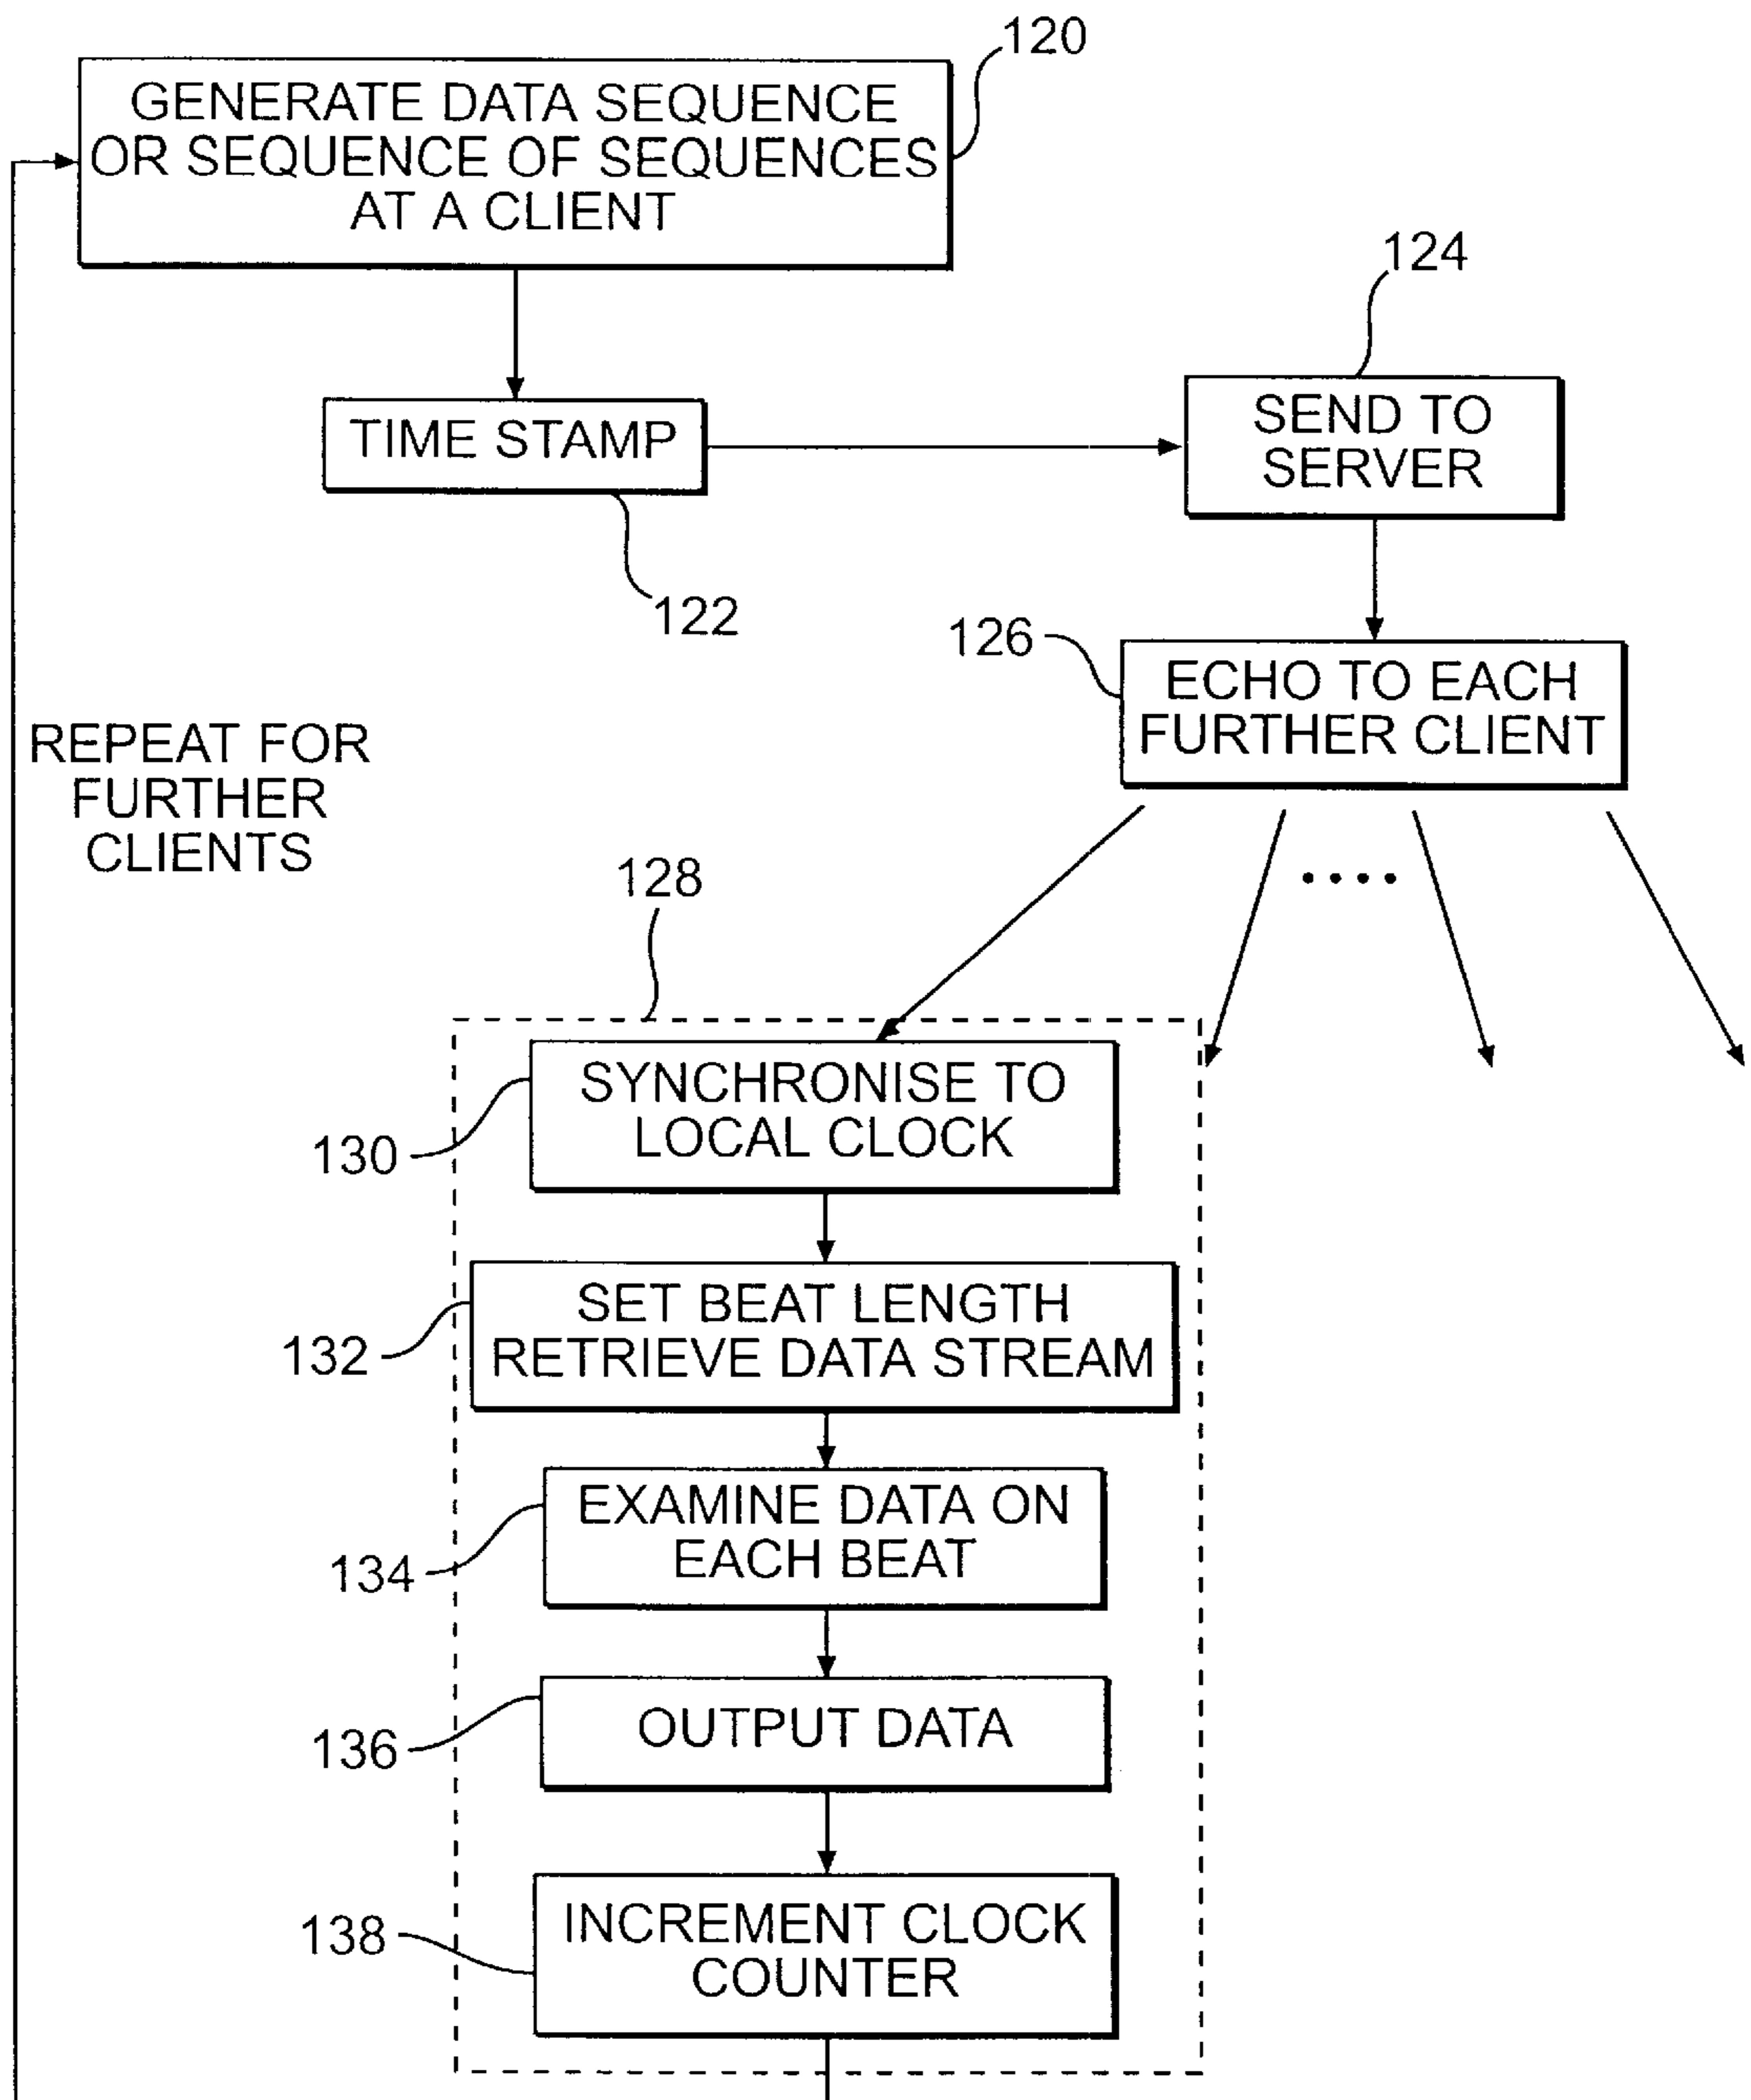 120
GENERATE DATA SEQUENCE
OR SEQUENCE OF SEQUENCES
AT A CLIENT
124
TIME STAMP
SEND TO
SERVER
122
126
ECHO TO EACH
FURTHER CLIENT
REPEAT FOR
FURTHER
CLIENTS
128
SYNCHRONISE TO
LOCAL CLOCK
130
SET BEAT LENGTH
RETRIEVE DATA STREAM
132
EXAMINE DATA ON
EACH BEAT
134
OUTPUT DATA
136
INCREMENT CLOCK
COUNTER
138